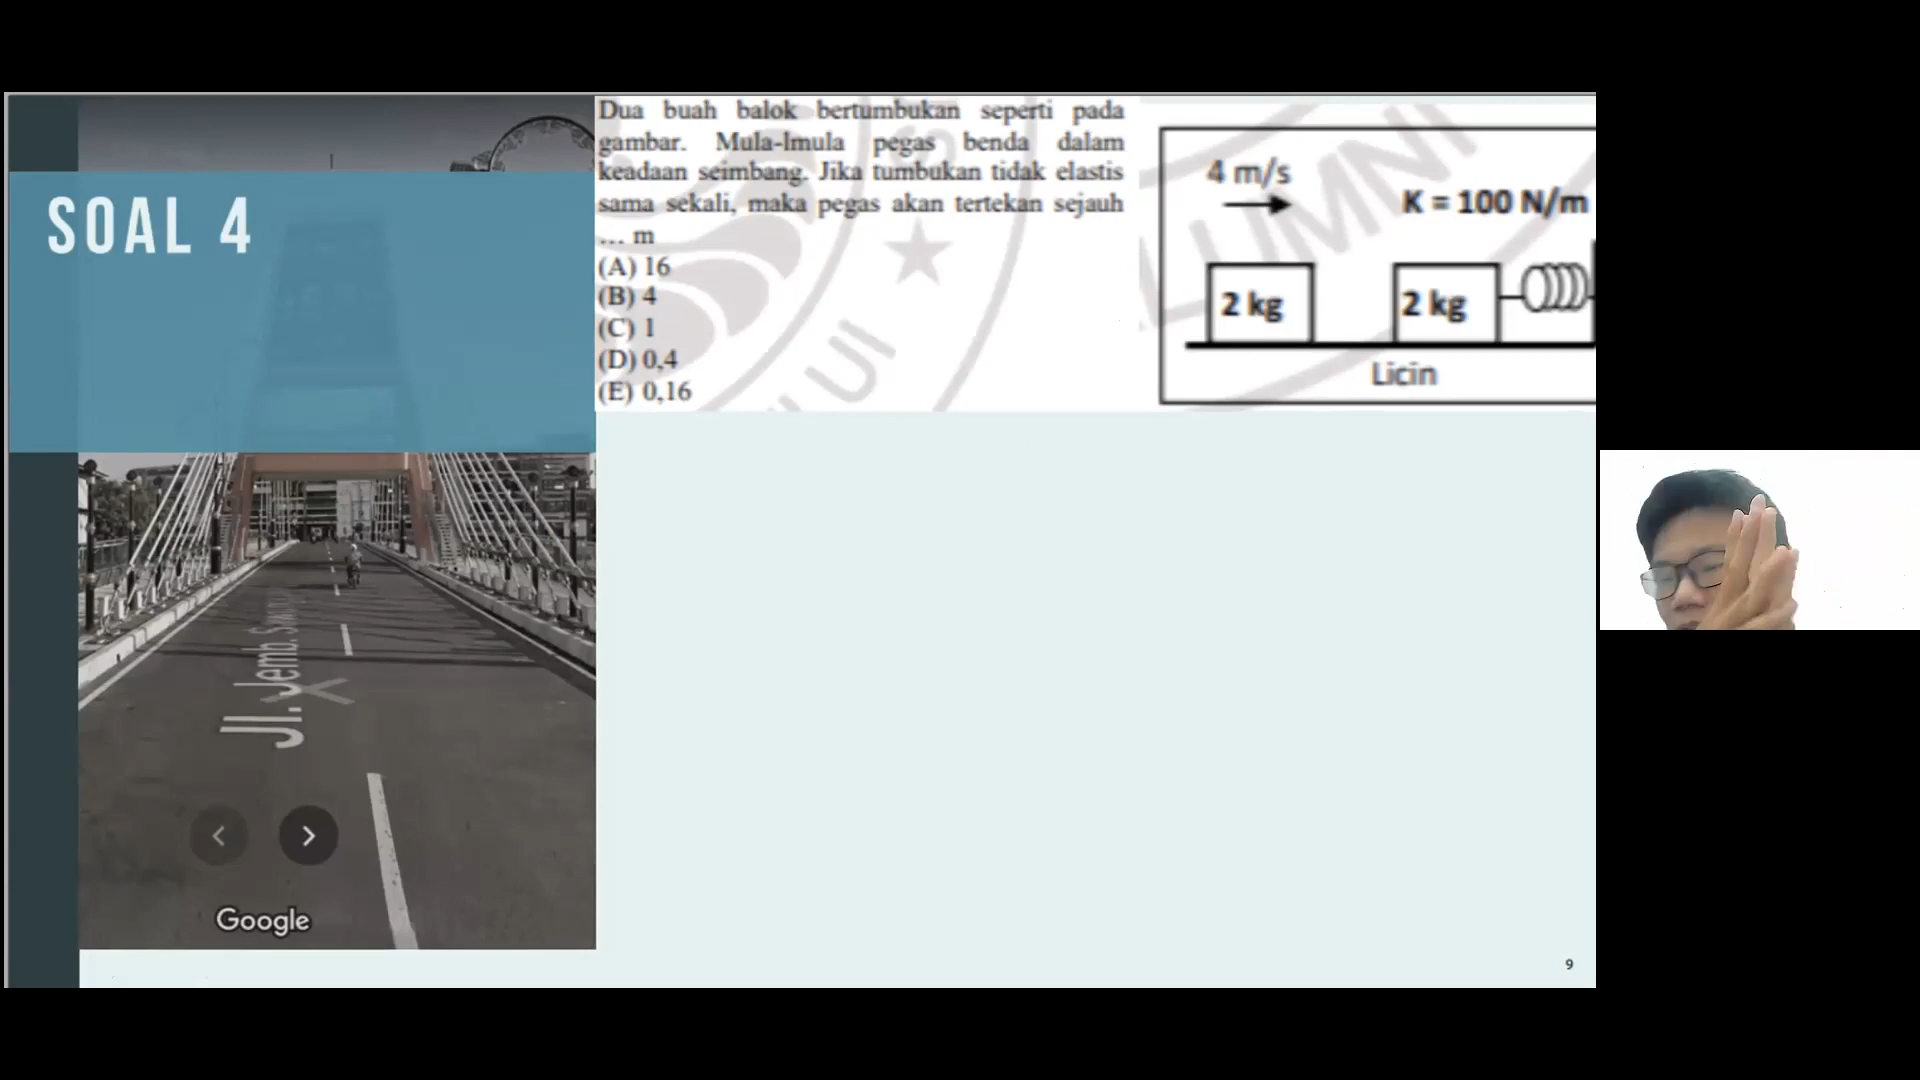 SOAL 4
Dua buah balok bertumbukan seperti pada
gambar. Mula-lmula pegas benda dalam
keadaan seimbang. Jika tumbukan tidak elastis
sama sekali, maka pegas akan tertekan sejauh
... m
(A) 16
(B) 4
(C) 1
(D) 0,4
(E) 0,16
4 m/s
K = 100 N/m
2 kg
2 kg
Licin
UI
LUMNI
Jl. Jemb.
Google
9